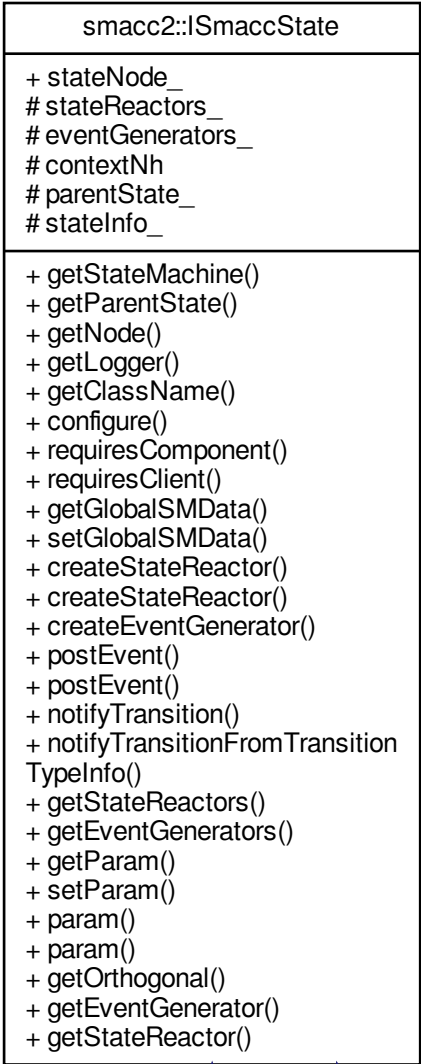 smacc2::ISmaccState
+ stateNode_
# stateReactors_
# eventGenerators_
# contextNh
# parentState_
# stateInfo_
+ getStateMachine()
+ getParentState()
+ getNode()
+ getLogger()
+ getClassName()
+ configure()
+ requiresComponent()
+ requiresClient()
+ getGlobalSMData()
+ setGlobalSMData()
+ createStateReactor()
+ createStateReactor()
+ createEventGenerator()
+ postEvent()
+ postEvent()
+ notifyTransition()
+ notifyTransitionFromTransition
TypeInfo()
+ getStateReactors()
+ getEventGenerators()
+ getParam()
+ setParam()
+ param()
+ param()
+ getOrthogonal()
+ getEventGenerator()
+ getStateReactor()